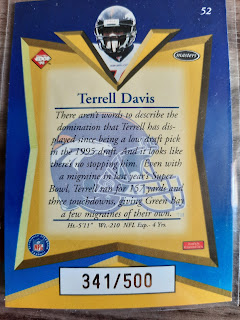 52
masters
Terrell Davis
There aren't words to describe the
domination that Terrell has dis-
played since being a low draft pick
in the 1995 draft. And it looks like
there's no stopping him. Even with
a migraine in last year's Super
Bowl, Terrell ran for 157 yards and
three touchdowns, giving Green Bay
a few migraines of their own.
Ht.-5'11" Wt.-210 NFL Exp.- 4 Yrs.
341/500